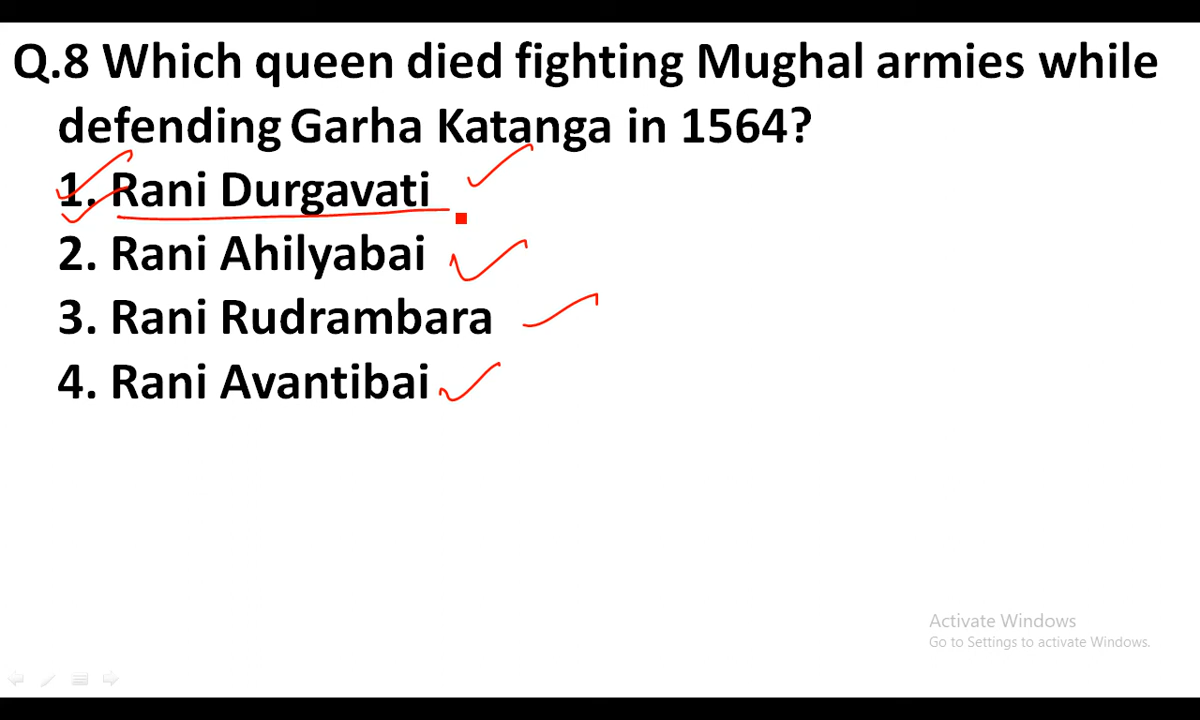 Q.8 Which queen died fighting Mughal armies while
defending Garha Katanga in 1564?
1. Rani Durgavati
2. Rani Ahilyabai
3. Rani Rudrambara
4. Rani Avantibai
Activate Windows
Go to Settings to activate Windows.